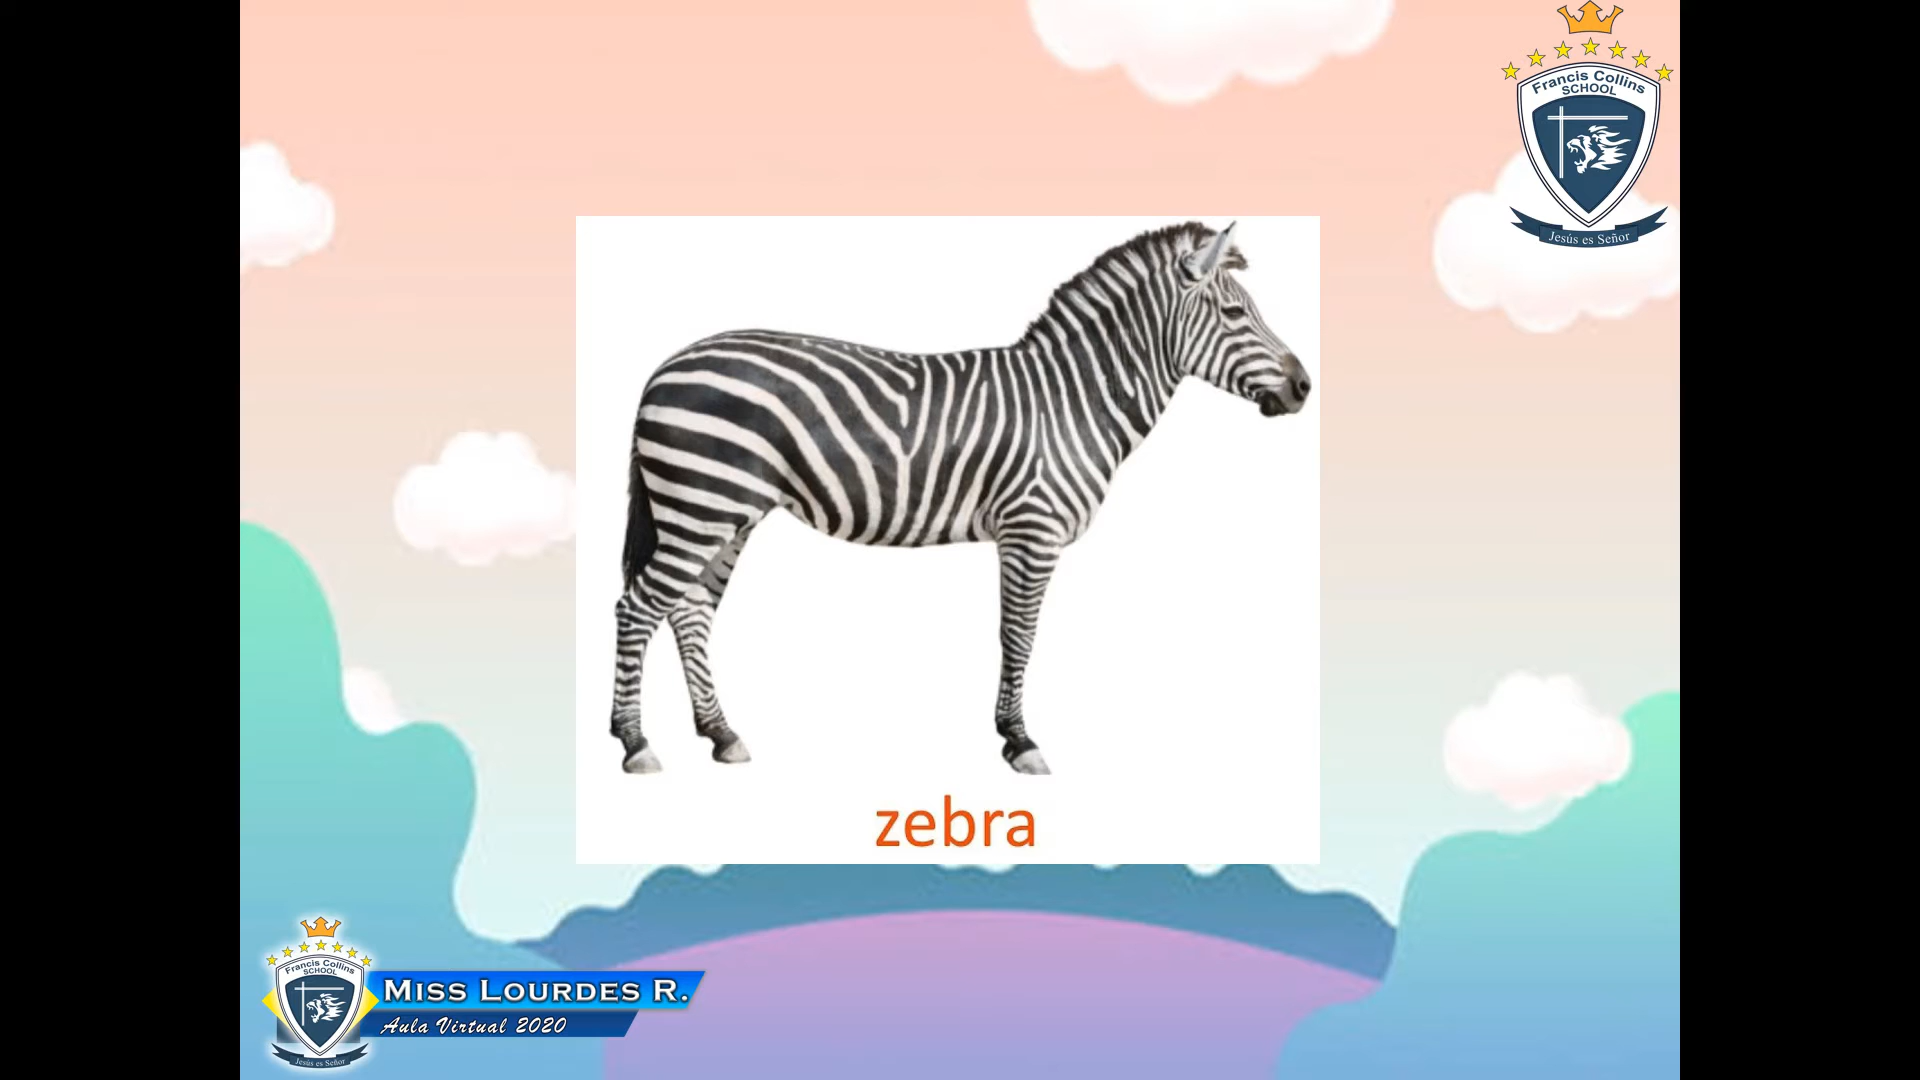 Francis Collins
SCHOOL
Jesús es Señor
zebra
Francis Collins
SCHOOL
Jesús es Señor
MISS LOURDES R.
Aula Virtual 2020